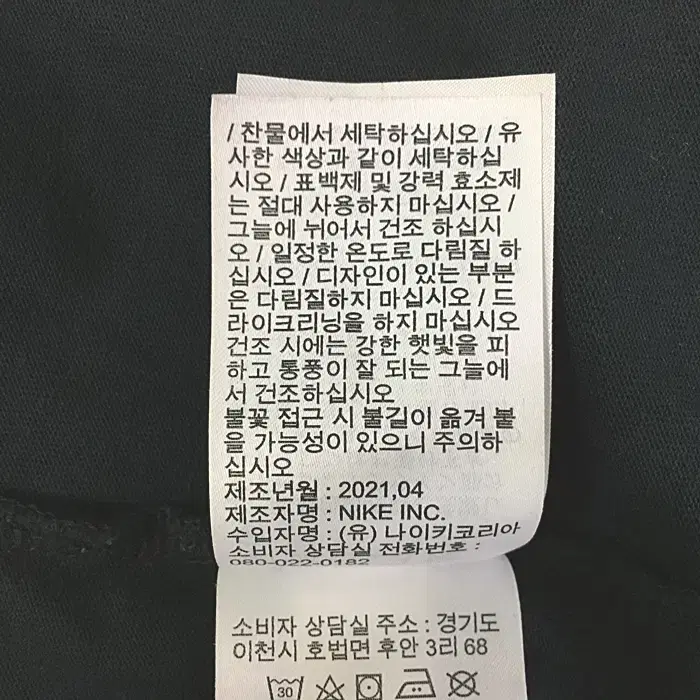 / 찬물에서 세탁하십시오 / 유
사한 색상과 같이 세탁하십
시오 / 표백제 및 강력 효소제
는 절대 사용하지 마십시오 /
그늘에 뉘어서 건조 하십시
오 / 일정한 온도로 다림질 하
십시오 / 디자인이 있는 부분
은 다림질하지 마십시오 / 드
라이크리닝을 하지 마십시오
건조 시에는 강한 햇빛을 피
하고 통풍이 잘 되는 그늘에
서 건조하십시오
불꽃 접근 시 불길이 옮겨 붙
을 가능성이 있으니 주의하
십시오
제조년월 : 2021,04
제조자명 : NIKE INC.
수입자명 : (유) 나이키코리아
소비자 상담실 전화번호 :
080-022-0182
소비자 상담실 주소 : 경기도
이천시 호법면 후안 3리 68
30